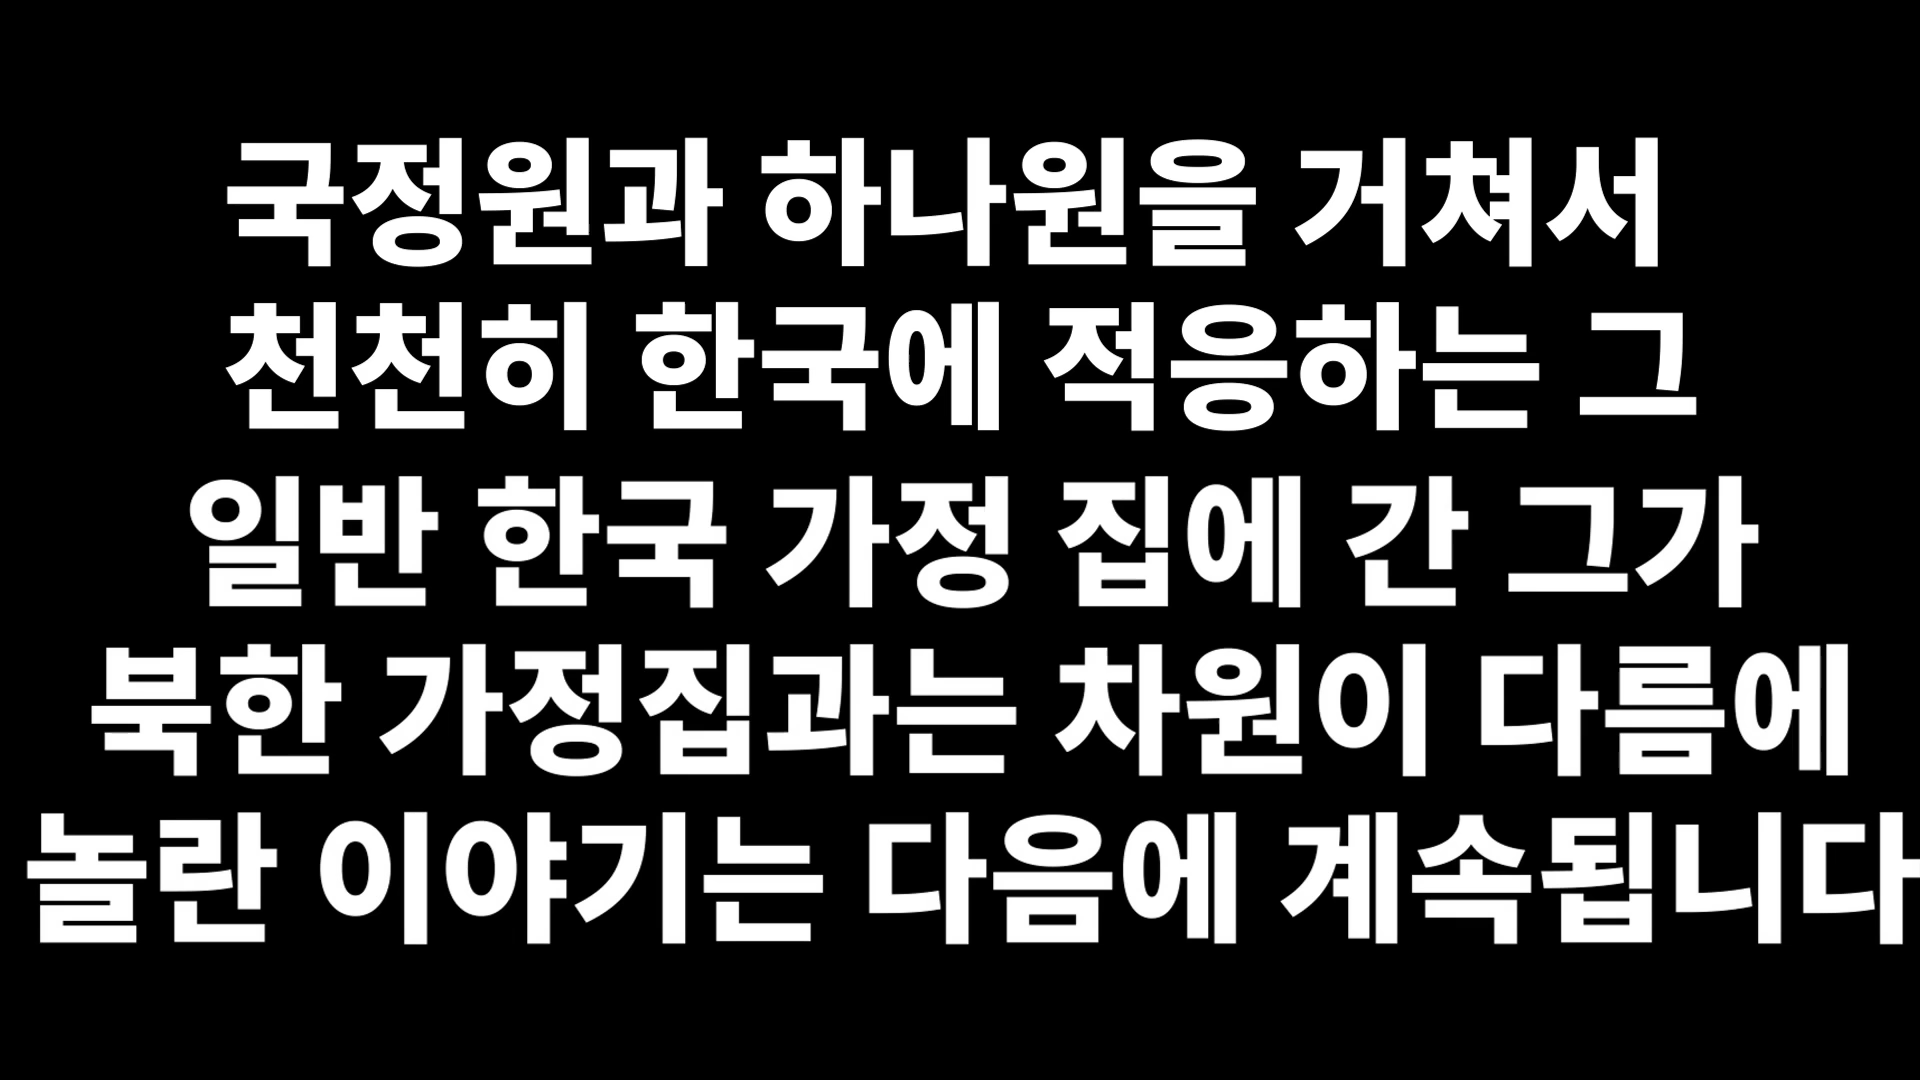 국정원과 하나원을 거쳐서
천천히 한국에 적응하는 그
일반 한국 가정 집에 간 그가
북한 가정집과는 차원이 다름에
놀란 이야기는 다음에 계속됩니다